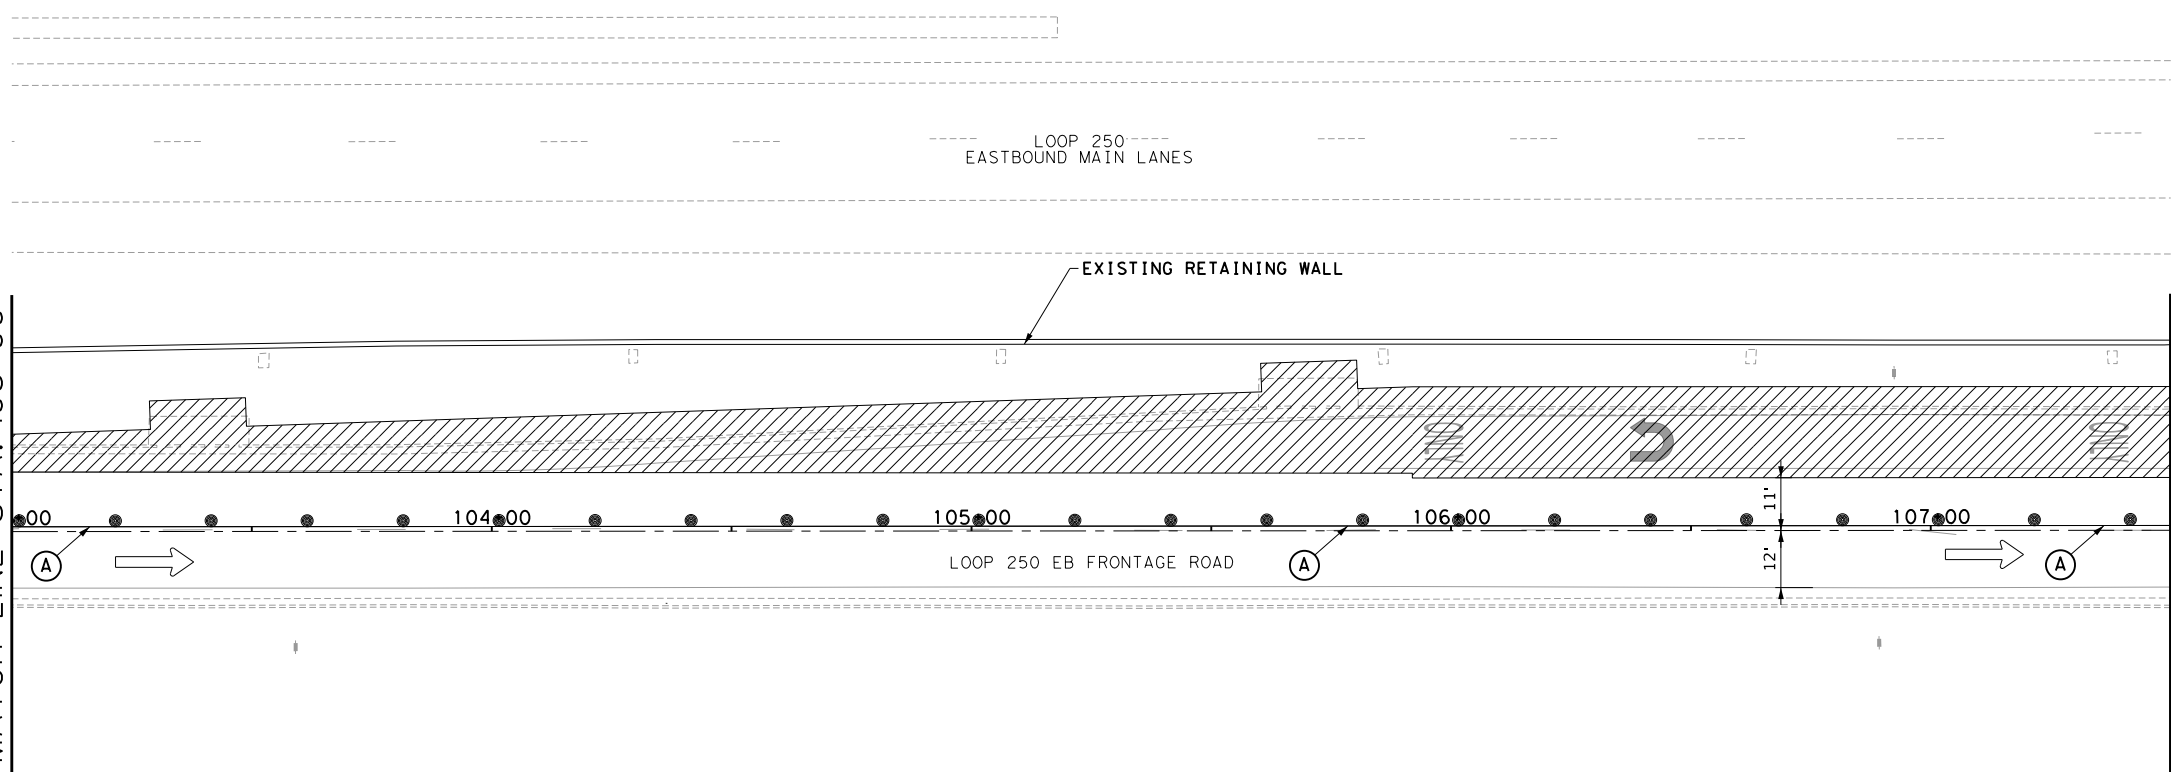 LOOP 250
EASTBOUND MAIN LANES
EXISTING RETAINING WALL
ONLY
ONLY
11'
00
104+00
105+00
106+00
107+00
12'
A
LOOP 250 EB FRONTAGE ROAD
A
A